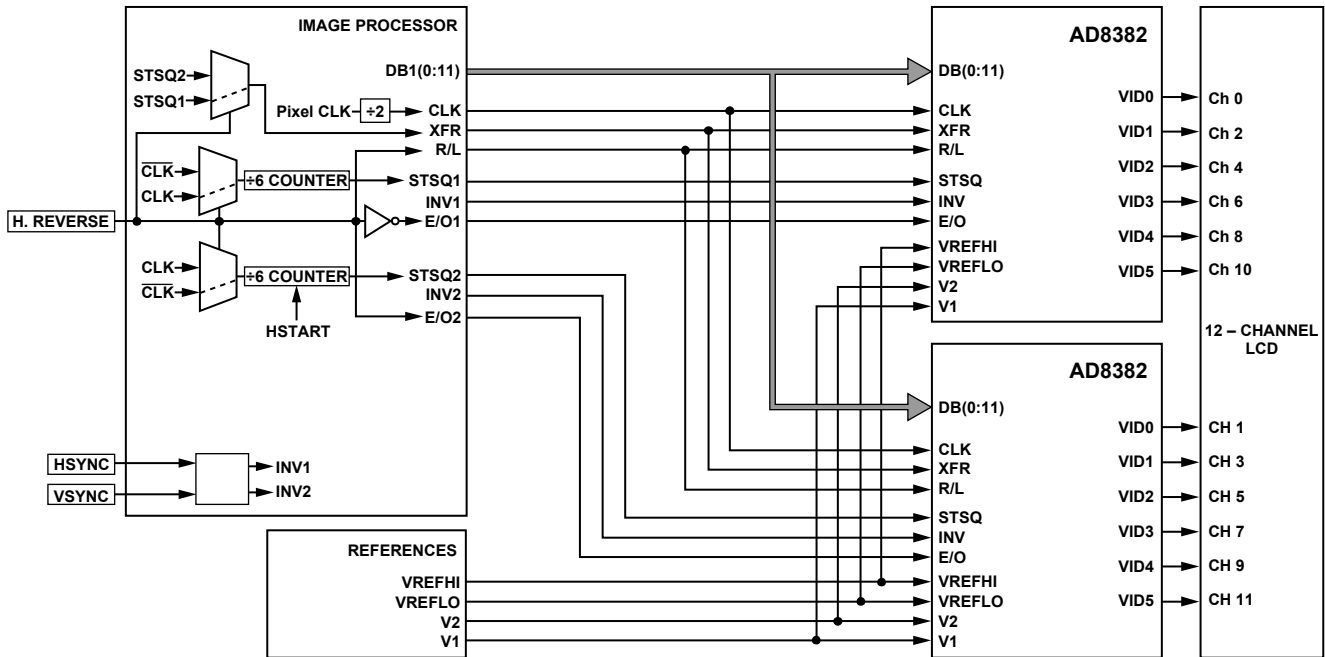 IMAGE PROCESSOR
STSQ2
STSQ1
DB1(0:11)
Pixel CLK
÷2
CLK
XFR
R/L
C̅L̅K̅
CLK
÷6 COUNTER
STSQ1
INV1
E/O1
H. REVERSE
CLK
C̅L̅K̅
÷6 COUNTER
HSTART
STSQ2
INV2
E/O2
HSYNC
VSYNC
INV1
INV2
REFERENCES
VREFHI
VREFLO
V2
V1
AD8382
DB(0:11)
CLK
XFR
R/L
STSQ
INV
E/O
VREFHI
VREFLO
V2
V1
VID0
VID1
VID2
VID3
VID4
VID5
AD8382
DB(0:11)
CLK
XFR
R/L
STSQ
INV
E/O
VREFHI
VREFLO
V2
V1
VID0
VID1
VID2
VID3
VID4
VID5
Ch 0
Ch 2
Ch 4
Ch 6
Ch 8
Ch 10
12 – CHANNEL
LCD
CH 1
CH 3
CH 5
CH 7
CH 9
CH 11